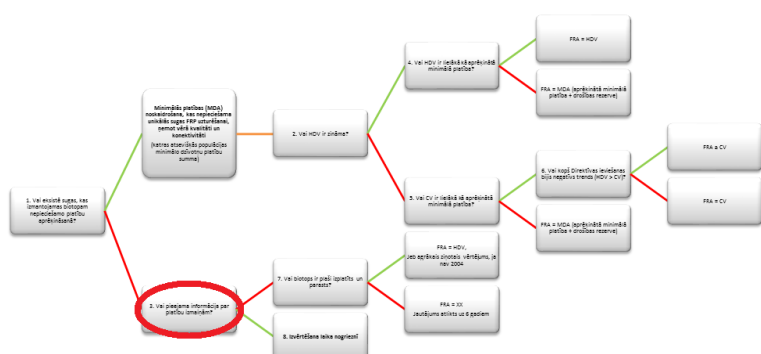 1. Vai eksistē sugas, kas
izmantojamas biotopam
nepieciešamo platību
aprēķināšanā?
Minimālās platības (MDA)
noskaidrošana, kas nepieciešama
unikālās sugas FRP uzturēšanai,
ņemot vērā kvalitāti un
konektivitāti
(katras atsevišķās populācijas
minimālo dzīvotņu platību
summa)
2. Vai HDV ir zināma?
4. Vai HDV ir lielākā kā aprēķinātā
minimālā platība?
FRA = HDV
FRA = MDA (aprēķinātā minimālā
platība + drošības rezerve)
5. Vai CV ir lielākā kā aprēķinātā
minimālā platība?
6. Vai kopš Direktīvas ieviešanas
bijis negatīvs trends (HDV > CV)?
FRA ≥ CV
FRA = CV
FRA = MDA (aprēķinātā minimālā
platība + drošības rezerve)
3. Vai pieejama informācija par
platību izmaiņām?
7. Vai biotops ir plaši izplatīts un
parasts?
FRA = HDV,
Jeb agrākais ziņotais vērtējums, ja
nav 2004
FRA = XX
Jautājums atlikts uz 6 gadiem
8. Izvērtēšana laika nogrieznī